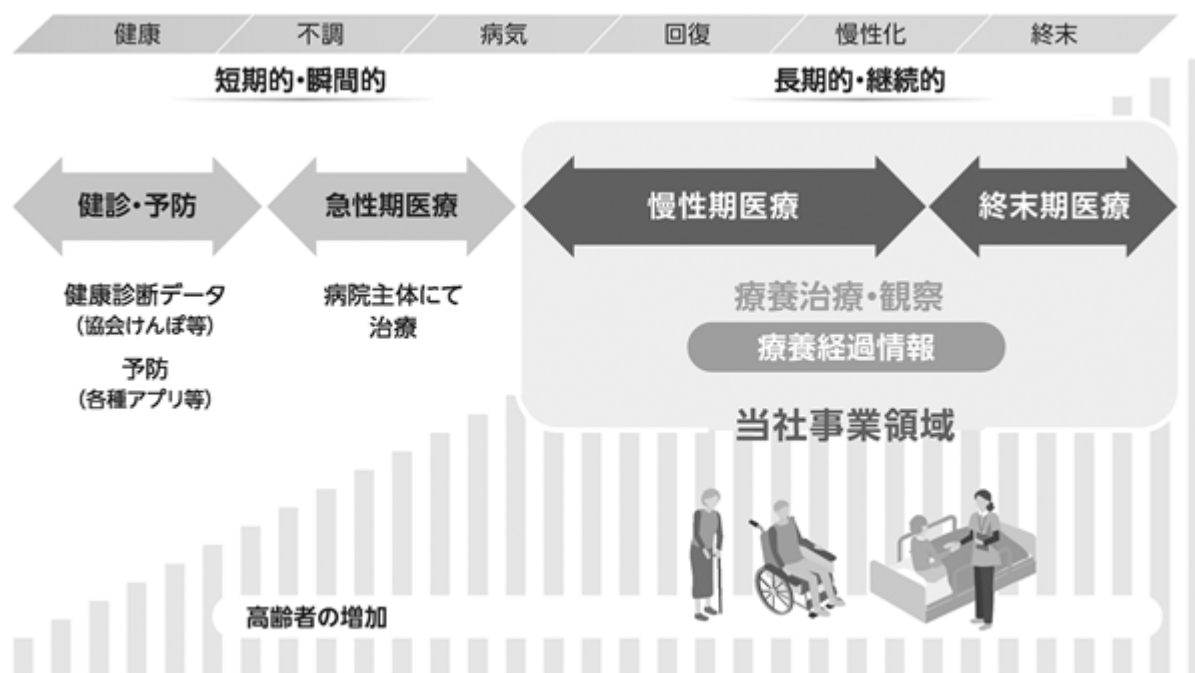 健康 不調 病気 回復 慢性化 終末
短期的・瞬間的 長期的・継続的
健診・予防 急性期医療 慢性期医療 終末期医療
健康診断データ
(協会けんぽ等)
予防
(各種アプリ等)
病院主体にて
治療
療養治療・観察
療養経過情報
当社事業領域
高齢者の増加